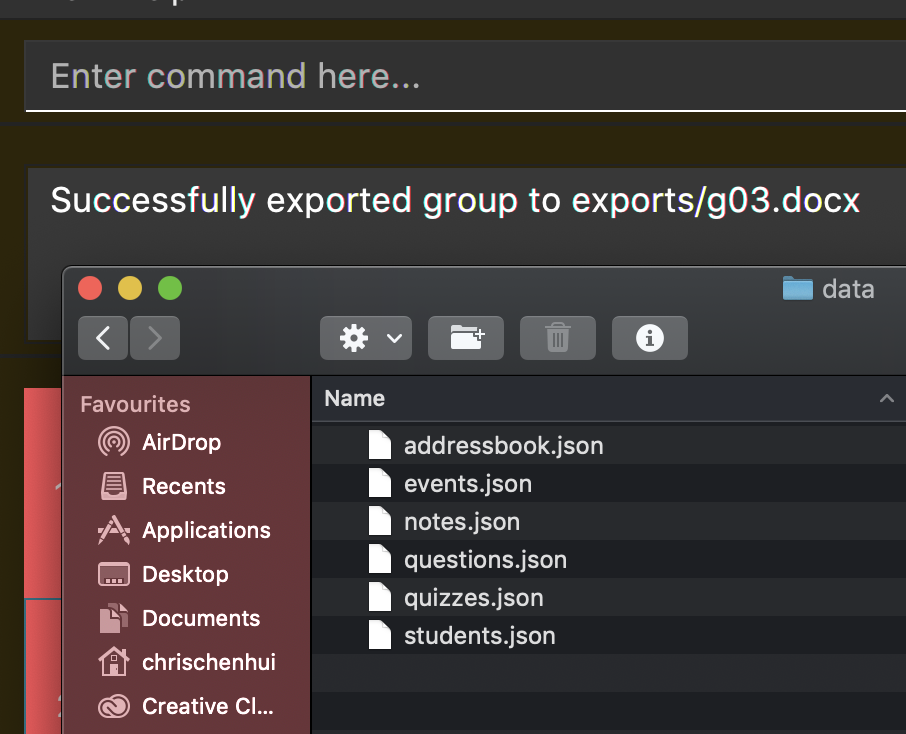 Enter command here...
Successfully exported group to exports/g03.docx
data
Favourites
Name
AirDrop
addressbook.json
Recents
events.json
Applications
notes.json
Desktop
questions.json
Documents
quizzes.json
chrischenhui
students.json
Creative Cl...